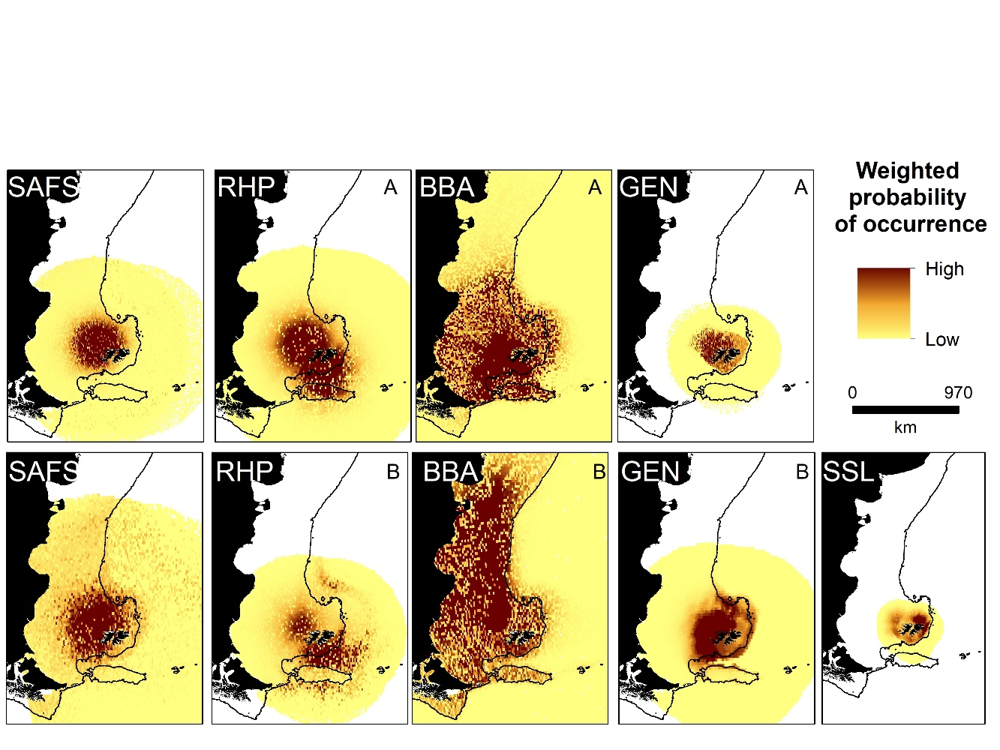 SAFS
RHP
A
BBA
A
GEN
A
Weighted
probability
of occurrence
High
Low
0
970
km
SAFS
RHP
B
BBA
B
GEN
B
SSL